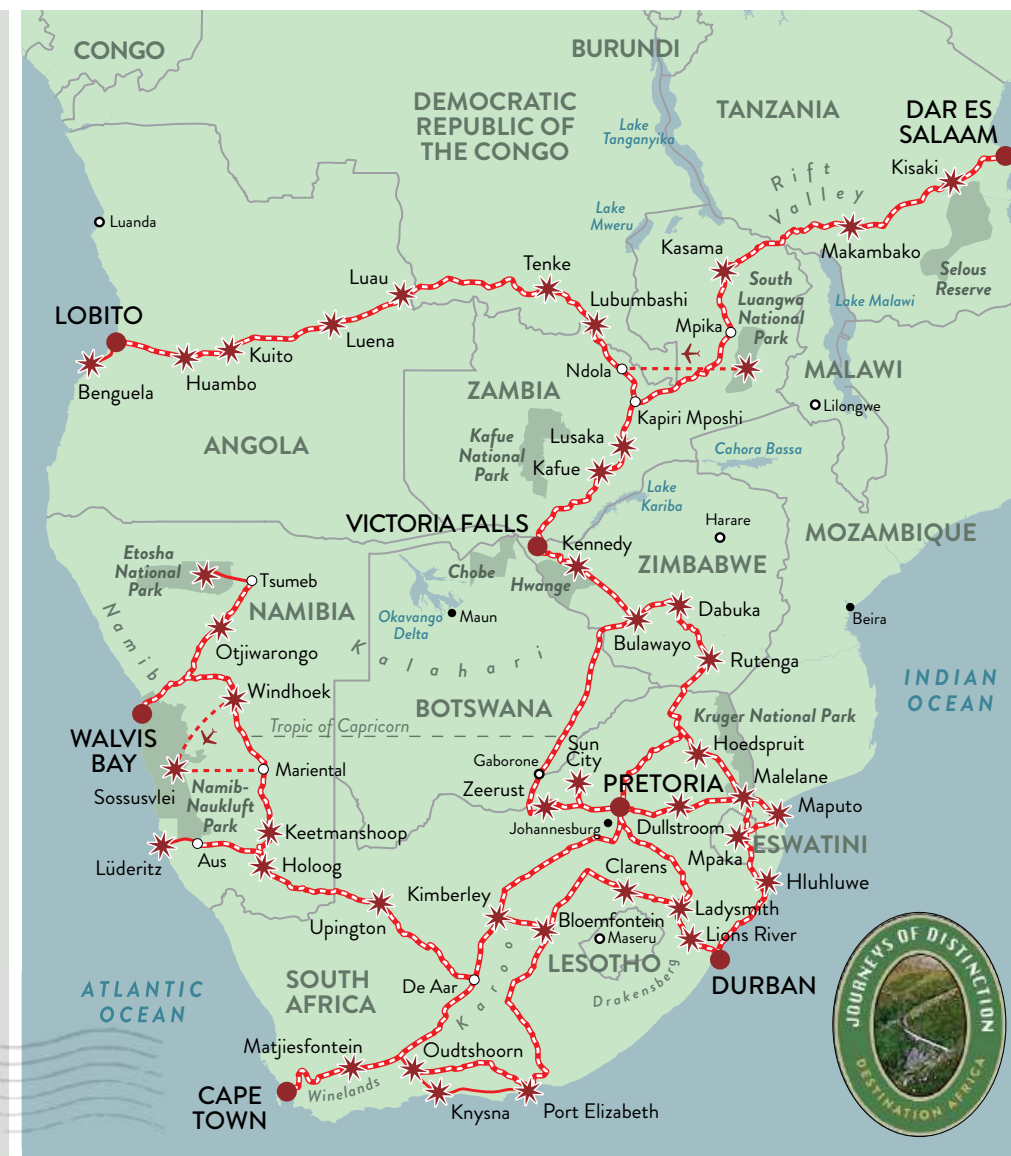 CONGO
BURUNDI
DEMOCRATIC
REPUBLIC OF
THE CONGO
TANZANIA
DAR ES
SALAAM
Lake
Tanganyika
Kisaki
Rift
Valley
Lake
Mweru
Luanda
Kasama
Makambako
Selous
Reserve
Tenke
Luau
South
Luangwa
National
Park
Lake Malawi
Lubumbashi
LOBITO
Mpika
Luena
Kuito
Huambo
Benguela
Ndola
MALAWI
ZAMBIA
Lilongwe
Kapiri Mposhi
ANGOLA
Kafue
National
Park
Lusaka
Kafue
Cahora Bassa
Lake
Kariba
VICTORIA FALLS
Harare
MOZAMBIQUE
Kennedy
ZIMBABWE
Etosha
National
Park
Chobe
Hwange
Tsumeb
NAMIBIA
Okavango
Delta
Maun
Dabuka
Beira
Namib
Otjiwarongo
Kalahari
Bulawayo
Rutenga
INDIAN
OCEAN
Windhoek
BOTSWANA
Kruger National Park
Tropic of Capricorn
WALVIS
BAY
Sun
City
Hoedspruit
Gaborone
Mariental
Zeerust
PRETORIA
Malelane
Sossusvlei
Namib-
Naukluft
Park
Maputo
Johannesburg
Dullstroom
Keetmanshoop
Mpaka
ESWATINI
Lüderitz
Aus
Holoog
Clarens
Hluhluwe
Kimberley
Ladysmith
Upington
Bloemfontein
Lions River
Maseru
LESOTHO
DURBAN
SOUTH
AFRICA
De Aar
Karoo
Drakensberg
ATLANTIC
OCEAN
Matjiesfontein
Oudtshoorn
CAPE
TOWN
Winelands
Knysna
Port Elizabeth
JOURNEYS OF DISTINCTION
DESTINATION AFRICA